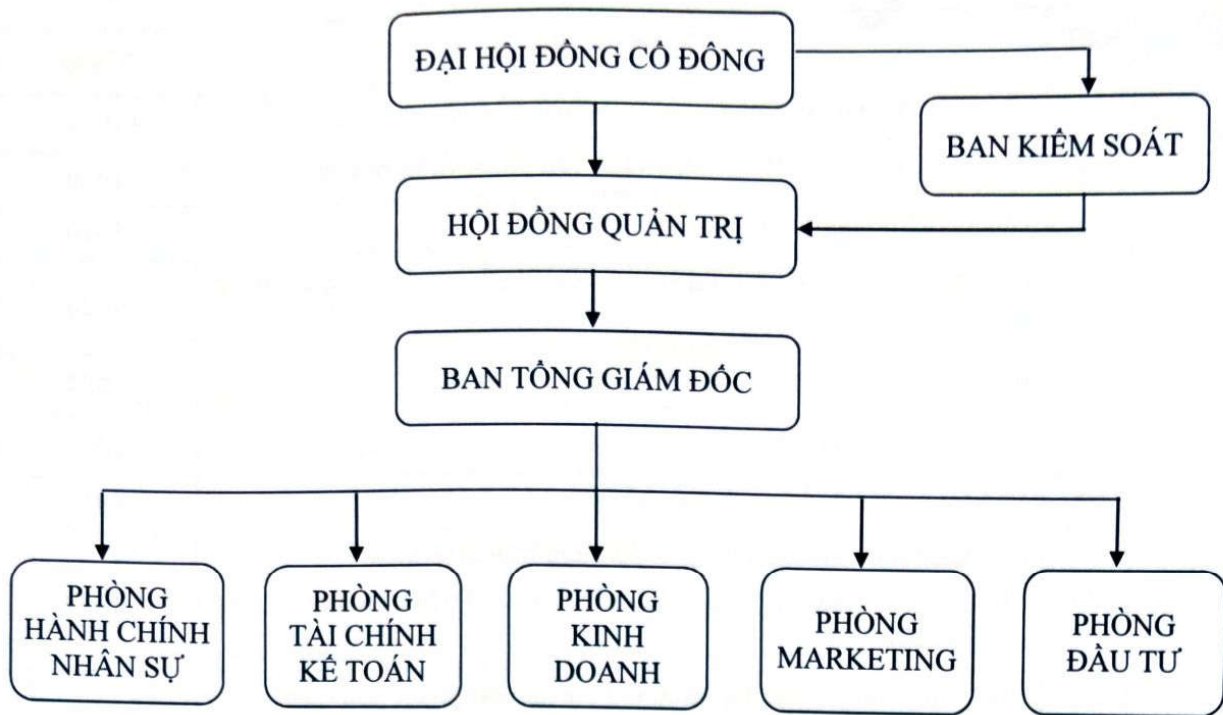 ĐẠI HỘI ĐỒNG CỔ ĐÔNG
BAN KIỂM SOÁT
HỘI ĐỒNG QUẢN TRỊ
BAN TỔNG GIÁM ĐỐC
PHÒNG
HÀNH CHÍNH
NHÂN SỰ
PHÒNG
TÀI CHÍNH
KẾ TOÁN
PHÒNG
KINH
DOANH
PHÒNG
MARKETING
PHÒNG
ĐẦU TƯ